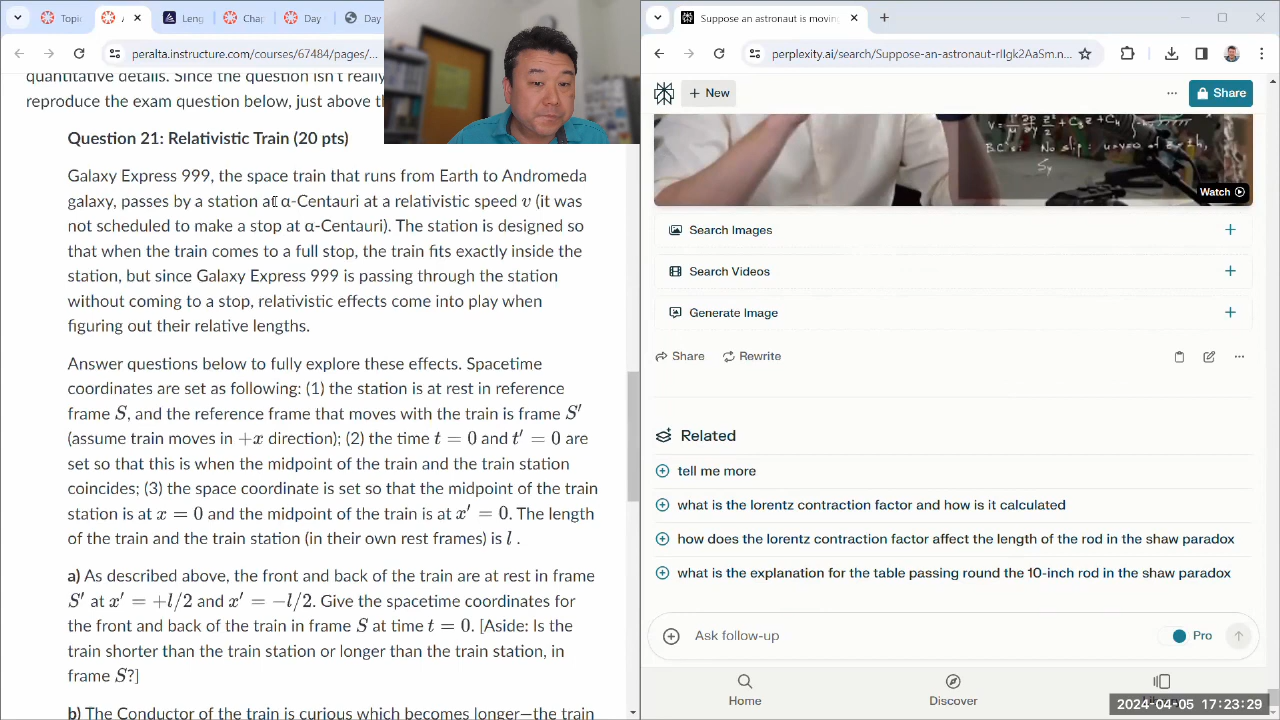 Topic
A
Leng
Chap
Day
Day
peralta.instructure.com/courses/67484/pages/...
quantitative details. Since the question isn't really
reproduce the exam question below, just above t
Question 21: Relativistic Train (20 pts)
Galaxy Express 999, the space train that runs from Earth to Andromeda
galaxy, passes by a station at α-Centauri at a relativistic speed v (it was
not scheduled to make a stop at α-Centauri). The station is designed so
that when the train comes to a full stop, the train fits exactly inside the
station, but since Galaxy Express 999 is passing through the station
without coming to a stop, relativistic effects come into play when
figuring out their relative lengths.
Answer questions below to fully explore these effects. Spacetime
coordinates are set as following: (1) the station is at rest in reference
frame S, and the reference frame that moves with the train is frame S′
(assume train moves in +x direction); (2) the time t = 0 and t′ = 0 are
set so that this is when the midpoint of the train and the train station
coincides; (3) the space coordinate is set so that the midpoint of the train
station is at x = 0 and the midpoint of the train is at x′ = 0. The length
of the train and the train station (in their own rest frames) is l .
a) As described above, the front and back of the train are at rest in frame
S′ at x′ = +l/2 and x′ = −l/2. Give the spacetime coordinates for
the front and back of the train in frame S at time t = 0. [Aside: Is the
train shorter than the train station or longer than the train station, in
frame S?]
b) The Conductor of the train is curious which becomes longer—the train
Suppose an astronaut is movin
perplexity.ai/search/Suppose-an-astronaut-rlIgk2AaSm.n...
New
Share
B.C's: No slip:
Watch
Search Images
Search Videos
Generate Image
Share
Rewrite
Related
tell me more
what is the lorentz contraction factor and how is it calculated
how does the lorentz contraction factor affect the length of the rod in the shaw paradox
what is the explanation for the table passing round the 10-inch rod in the shaw paradox
Ask follow-up
Pro
Home
Discover
2024-04-05 17:23:29